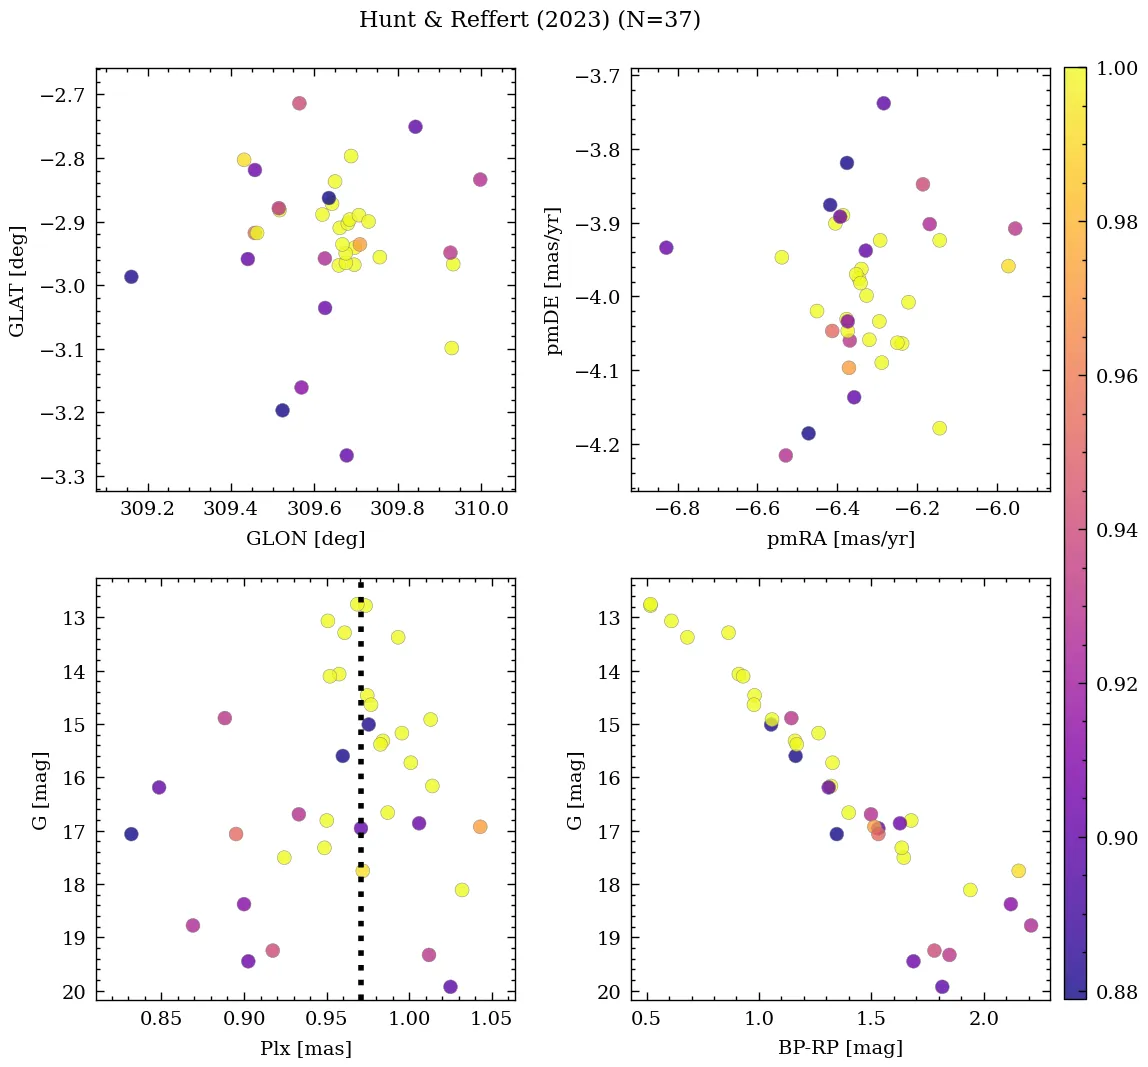 Hunt & Reffert (2023) (N=37)
−2.7
−2.8
−2.9
−3.0
−3.1
−3.2
−3.3
GLAT [deg]
309.2 309.4 309.6 309.8 310.0
GLON [deg]
−3.7
−3.8
−3.9
−4.0
−4.1
−4.2
pmDE [mas/yr]
−6.8 −6.6 −6.4 −6.2 −6.0
pmRA [mas/yr]
13
14
15
16
17
18
19
20
G [mag]
0.85 0.90 0.95 1.00 1.05
Plx [mas]
13
14
15
16
17
18
19
20
G [mag]
0.5 1.0 1.5 2.0
BP-RP [mag]
1.00
0.98
0.96
0.94
0.92
0.90
0.88